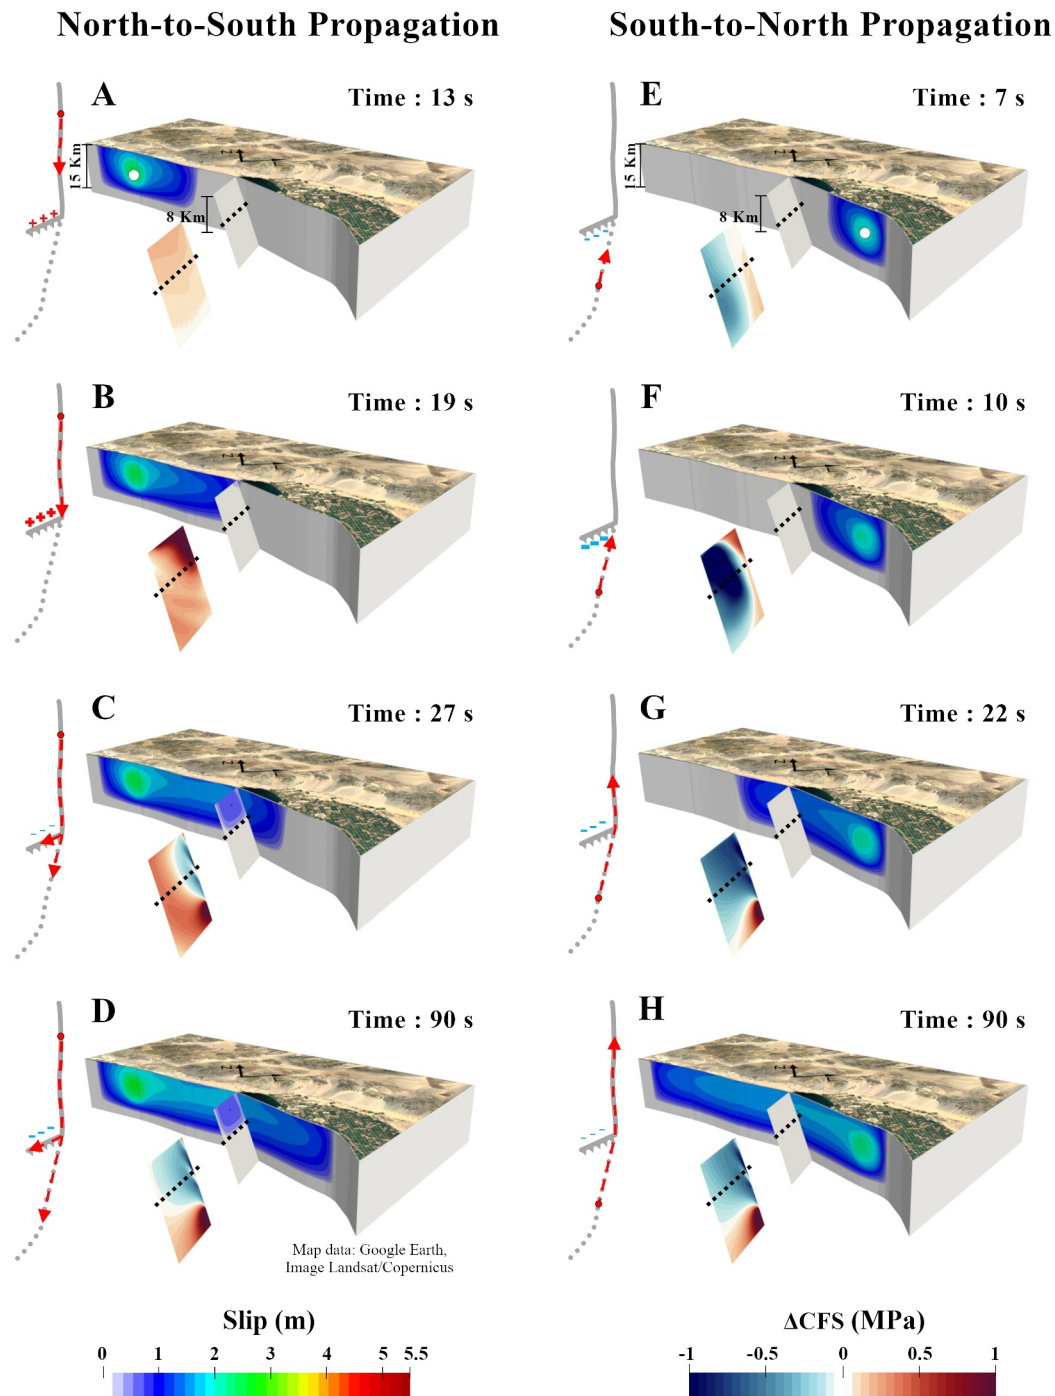 North-to-South Propagation
South-to-North Propagation
A
Time : 13 s
15 Km
8 Km
N
E
Time : 7 s
15 Km
8 Km
N
B
Time : 19 s
N
F
Time : 10 s
N
C
Time : 27 s
N
G
Time : 22 s
N
D
Time : 90 s
N
Map data: Google Earth,
Image Landsat/Copernicus
H
Time : 90 s
N
Slip (m)
0 1 2 3 4 5 5.5
ΔCFS (MPa)
-1 -0.5 0 0.5 1